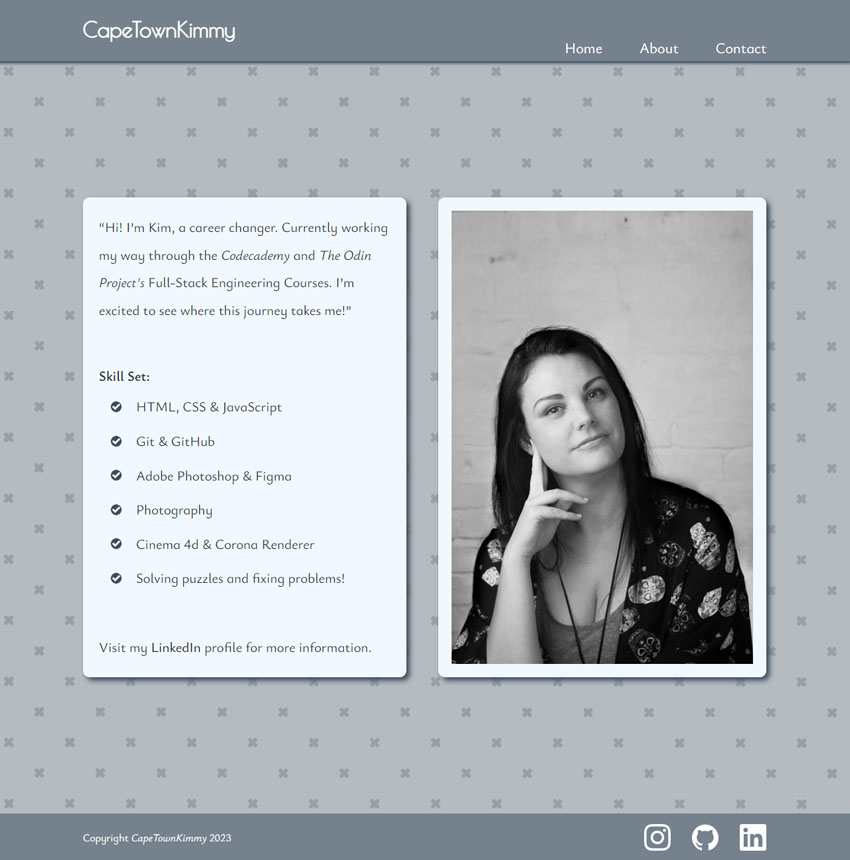 CapeTownKimmy
Home About Contact
“Hi! I'm Kim, a career changer. Currently working
my way through the Codecademy and The Odin
Project's Full-Stack Engineering Courses. I'm
excited to see where this journey takes me!”
Skill Set:
HTML, CSS & JavaScript
Git & GitHub
Adobe Photoshop & Figma
Photography
Cinema 4d & Corona Renderer
Solving puzzles and fixing problems!
Visit my LinkedIn profile for more information.
Copyright CapeTownKimmy 2023
in